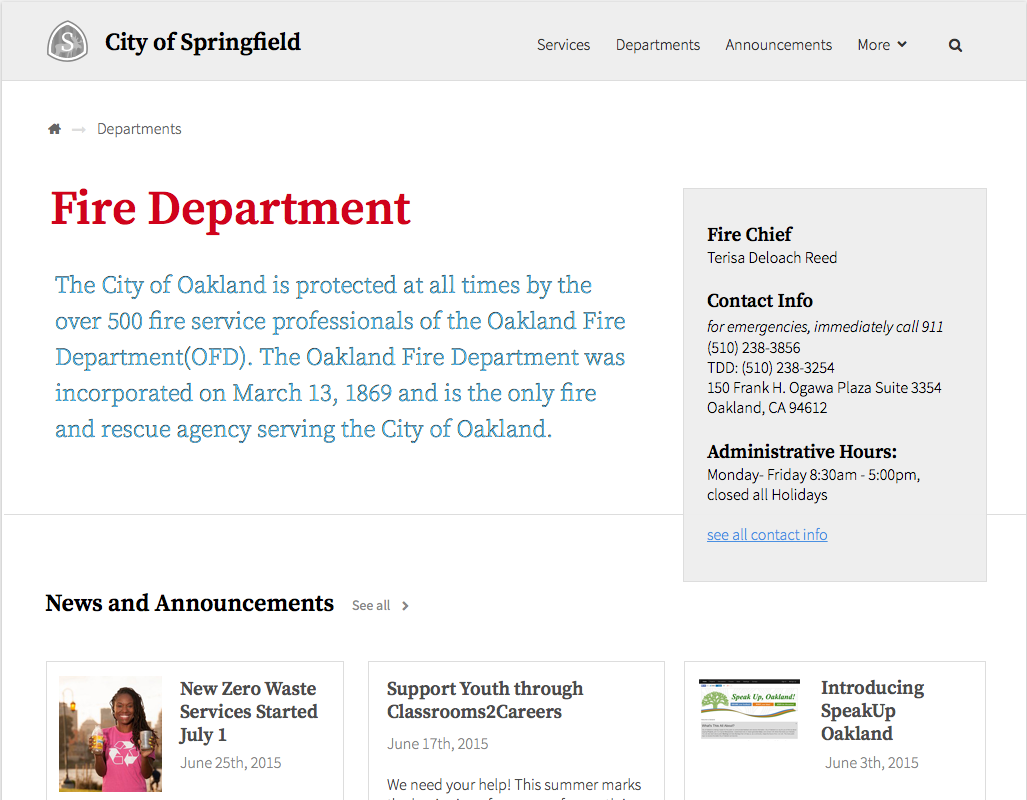 S
City of Springfield
Services Departments Announcements More
Departments
Fire Department
The City of Oakland is protected at all times by the
over 500 fire service professionals of the Oakland Fire
Department(OFD). The Oakland Fire Department was
incorporated on March 13, 1869 and is the only fire
and rescue agency serving the City of Oakland.
Fire Chief
Terisa Deloach Reed
Contact Info
for emergencies, immediately call 911
(510) 238-3856
TDD: (510) 238-3254
150 Frank H. Ogawa Plaza Suite 3354
Oakland, CA 94612
Administrative Hours:
Monday- Friday 8:30am - 5:00pm,
closed all Holidays
see all contact info
News and Announcements See all
New Zero Waste
Services Started
July 1
June 25th, 2015
Support Youth through
Classrooms2Careers
June 17th, 2015
We need your help! This summer marks
Speak Up, Oakland!
Introducing
SpeakUp
Oakland
June 3th, 2015